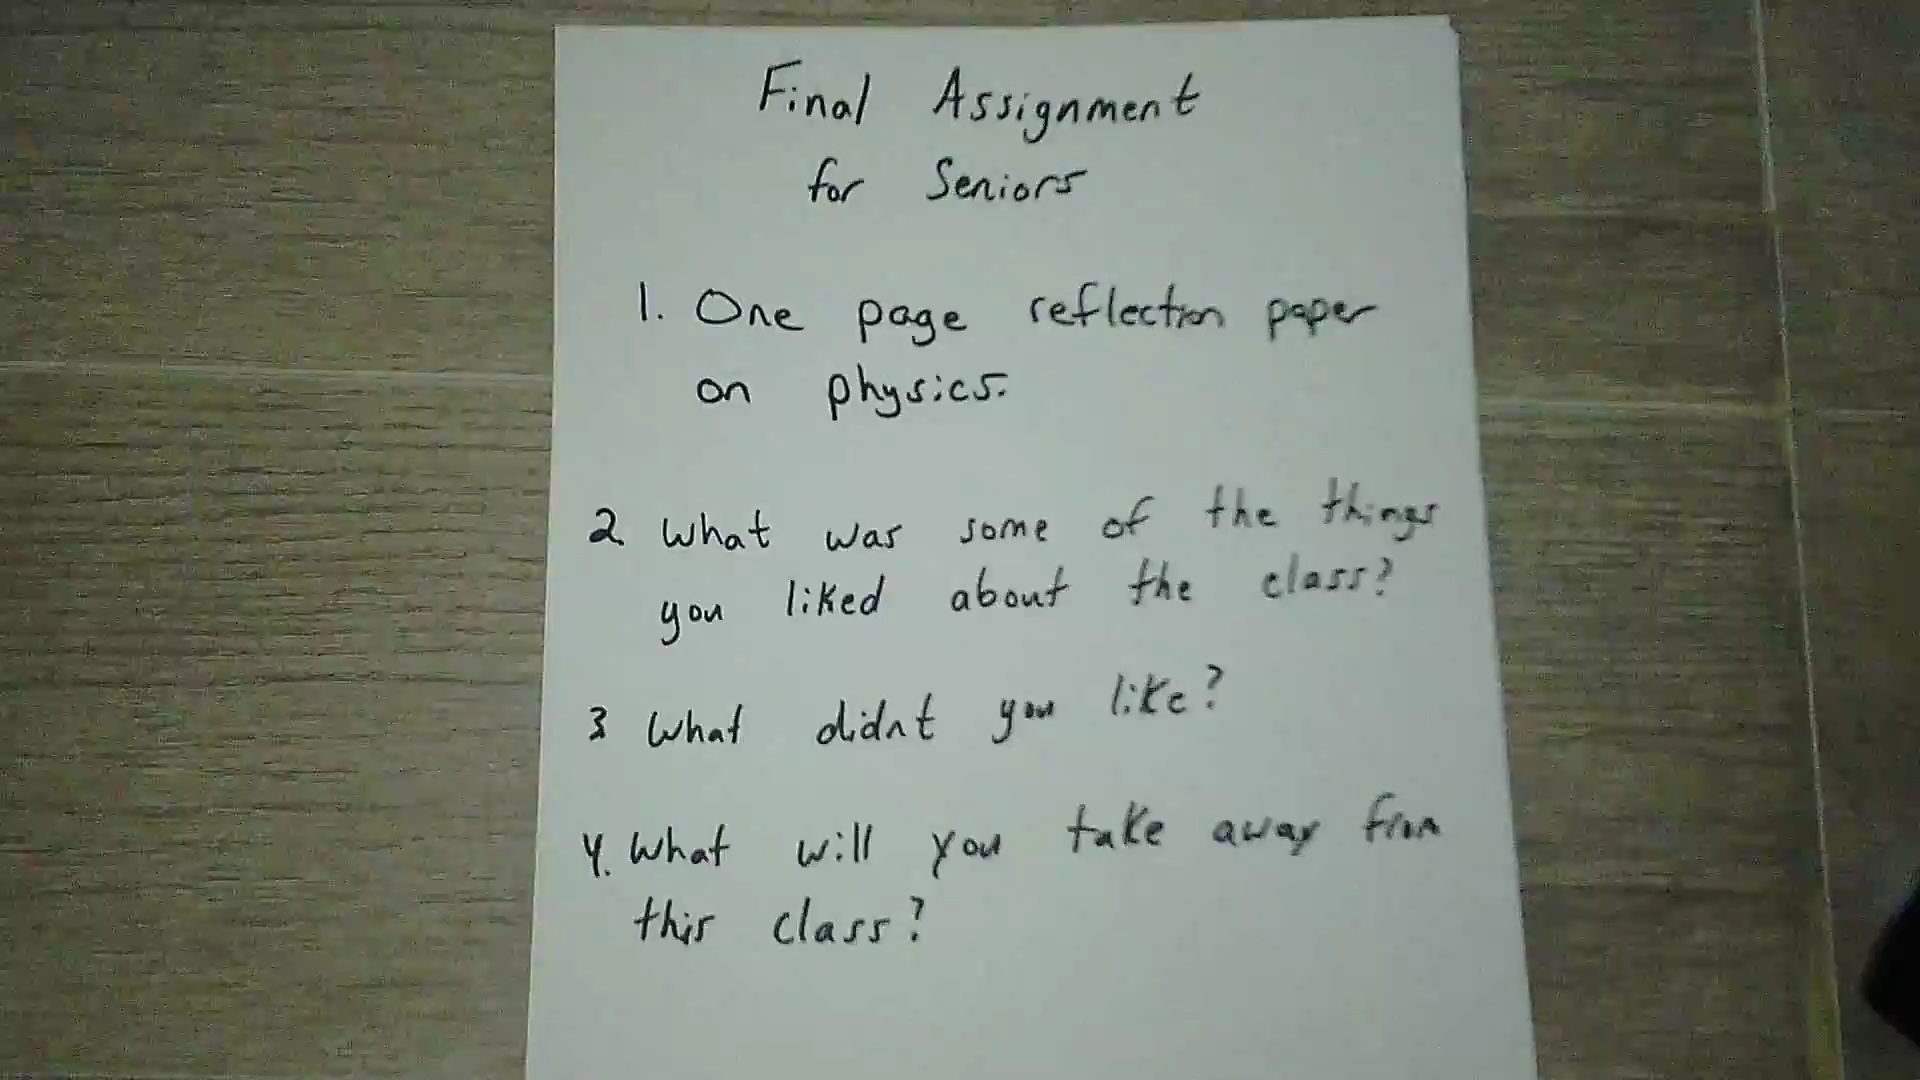 Final Assignment
for Seniors
1. One page reflection paper
on physics.
2 What was some of the things
you liked about the class?
3 What didnt you like?
4. What will you take away from
this class?